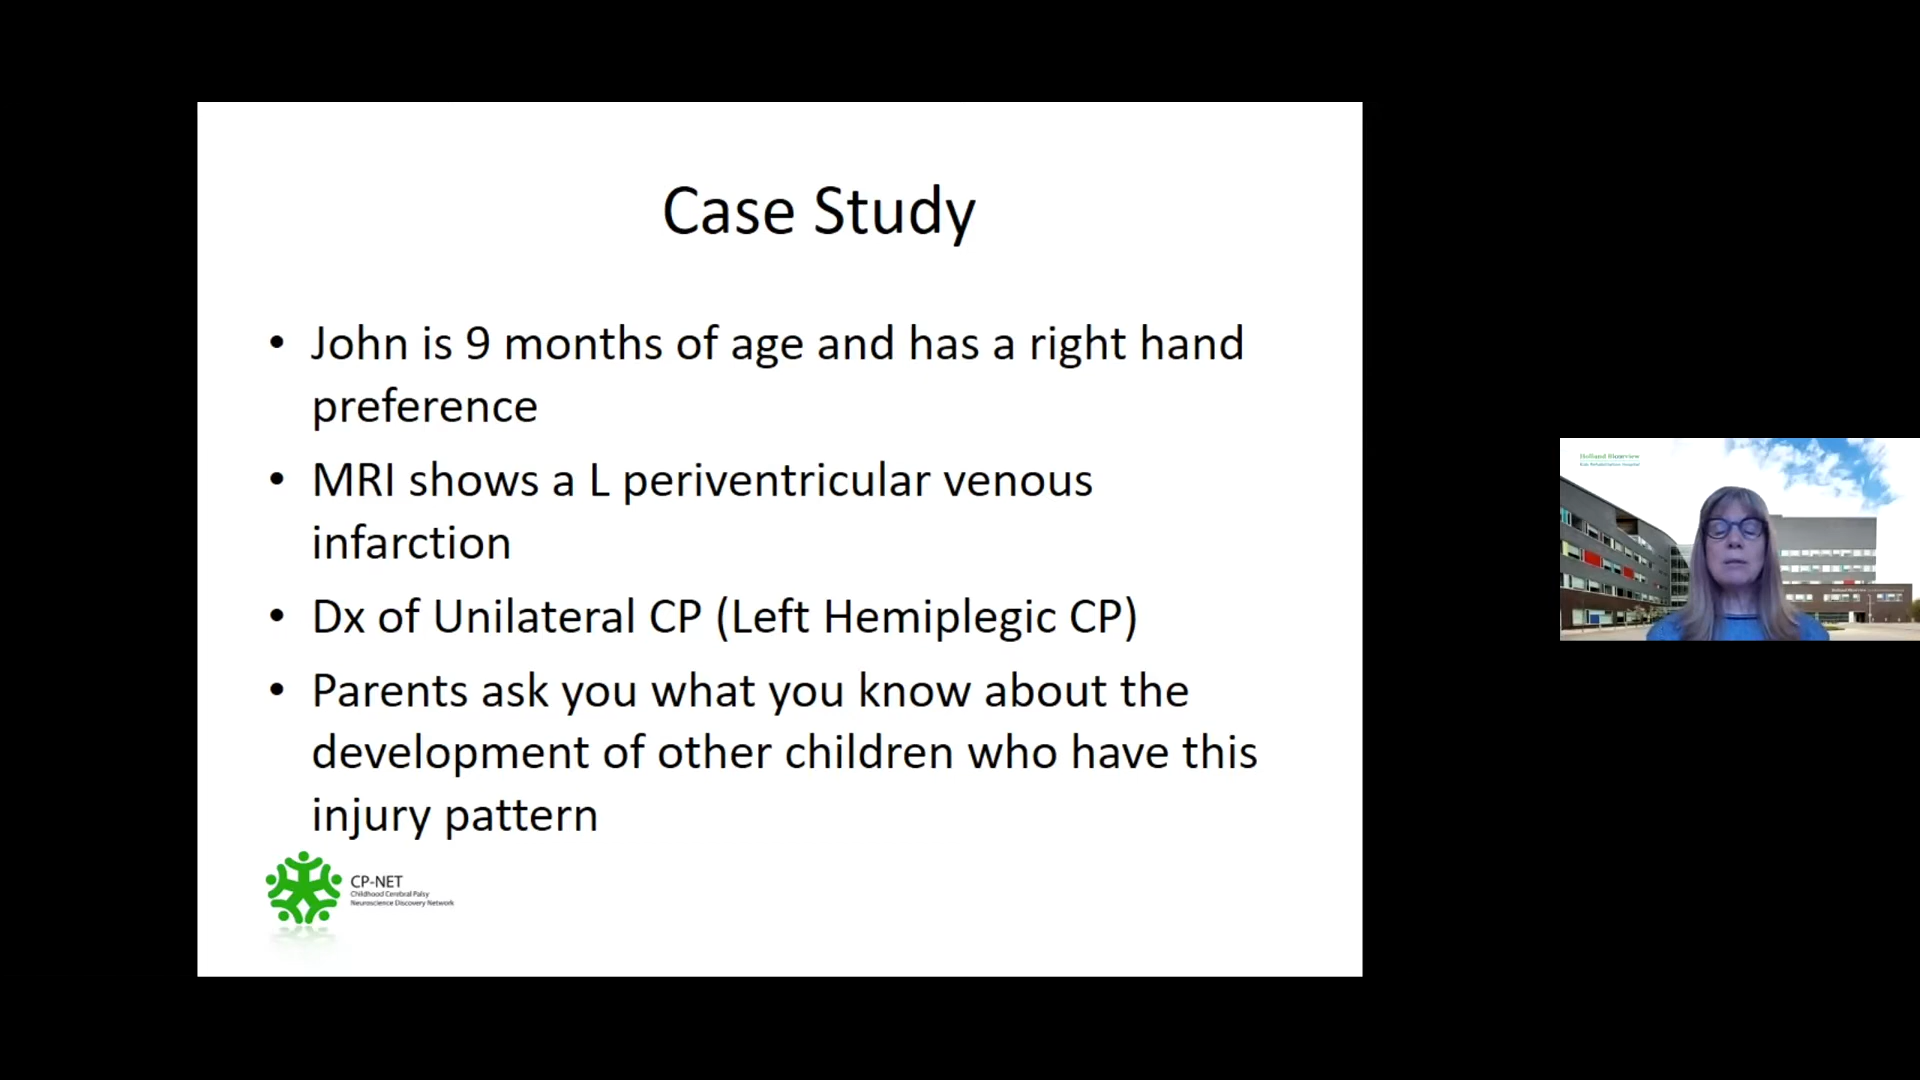 Case Study
• John is 9 months of age and has a right hand
preference
• MRI shows a L periventricular venous
infarction
• Dx of Unilateral CP (Left Hemiplegic CP)
• Parents ask you what you know about the
development of other children who have this
injury pattern
CP-NET
Childhood Cerebral Palsy
Neuroscience Discovery Network
Holland Bloorview
Kids Rehabilitation Hospital